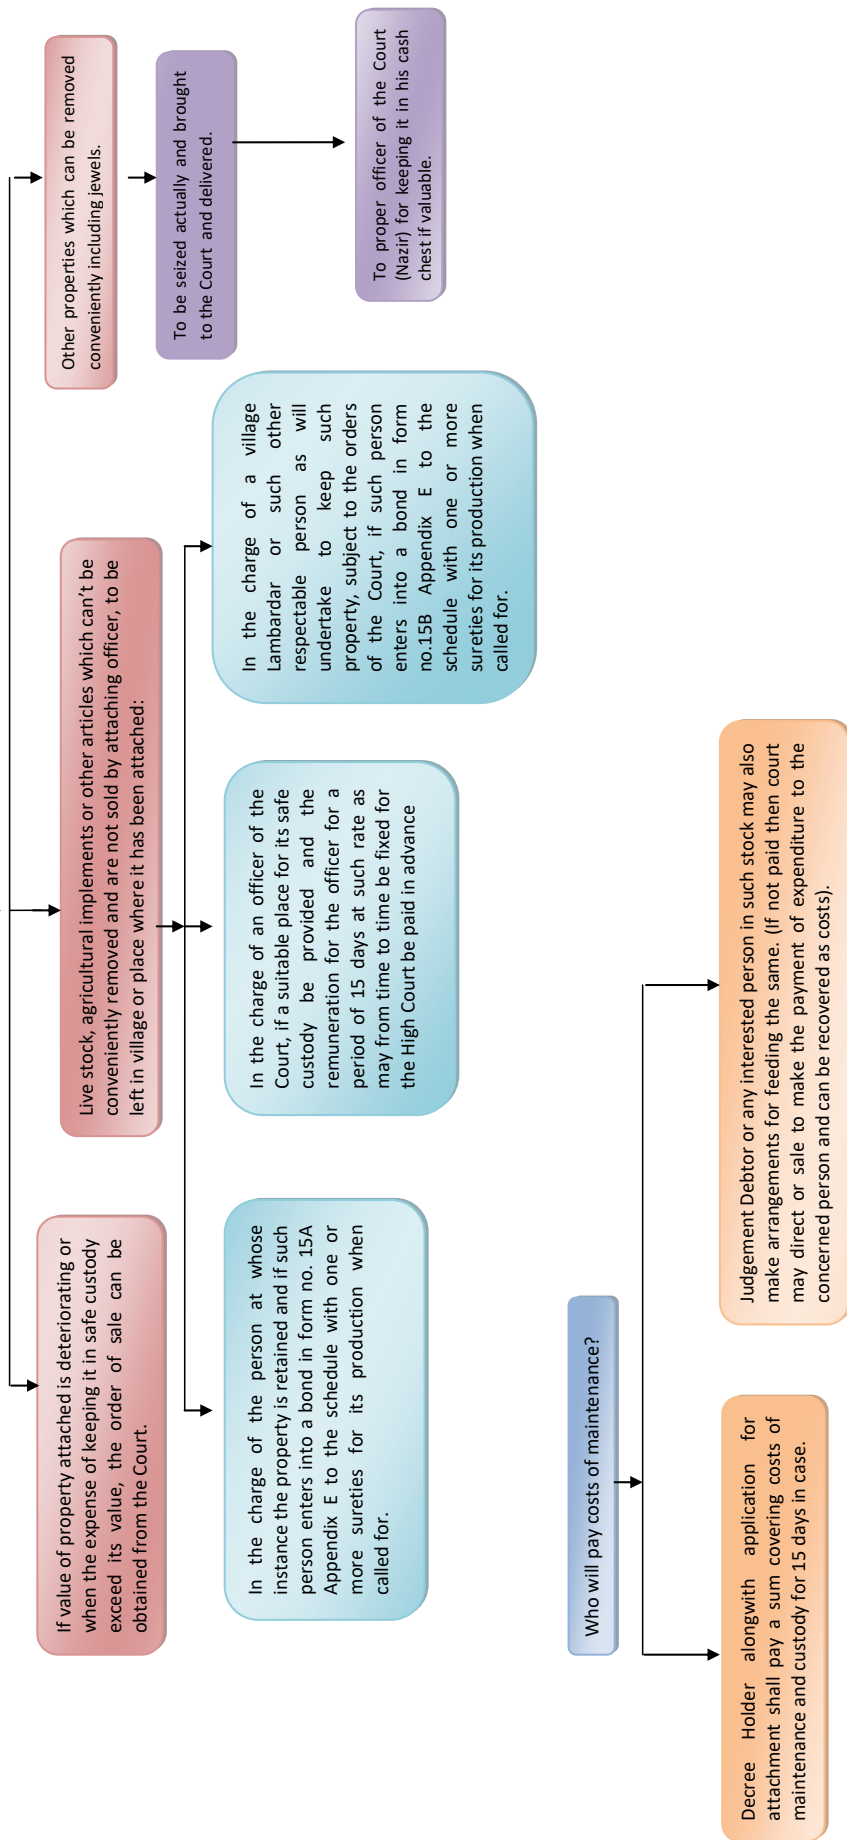 If value of property attached is deteriorating or
when the expense of keeping it in safe custody
exceed its value, the order of sale can be
obtained from the Court.
Live stock, agricultural implements or other articles which can't be
conveniently removed and are not sold by attaching officer, to be
left in village or place where it has been attached:
Other properties which can be removed
conveniently including jewels.
To be seized actually and brought
to the Court and delivered.
To proper officer of the Court
(Nazir) for keeping it in his cash
chest if valuable.
In the charge of the person at whose
instance the property is retained and if such
person enters into a bond in form no. 15A
Appendix E to the schedule with one or
more sureties for its production when
called for.
In the charge of an officer of the
Court, if a suitable place for its safe
custody be provided and the
remuneration for the officer for a
period of 15 days at such rate as
may from time to time be fixed for
the High Court be paid in advance
In the charge of a village
Lambardar or such other
respectable person as will
undertake to keep such
property, subject to the orders
of the Court, if such person
enters into a bond in form
no.15B Appendix E to the
schedule with one or more
sureties for its production when
called for.
Who will pay costs of maintenance?
Decree Holder alongwith application for
attachment shall pay a sum covering costs of
maintenance and custody for 15 days in case.
Judgement Debtor or any interested person in such stock may also
make arrangements for feeding the same. (If not paid then court
may direct or sale to make the payment of expenditure to the
concerned person and can be recovered as costs).